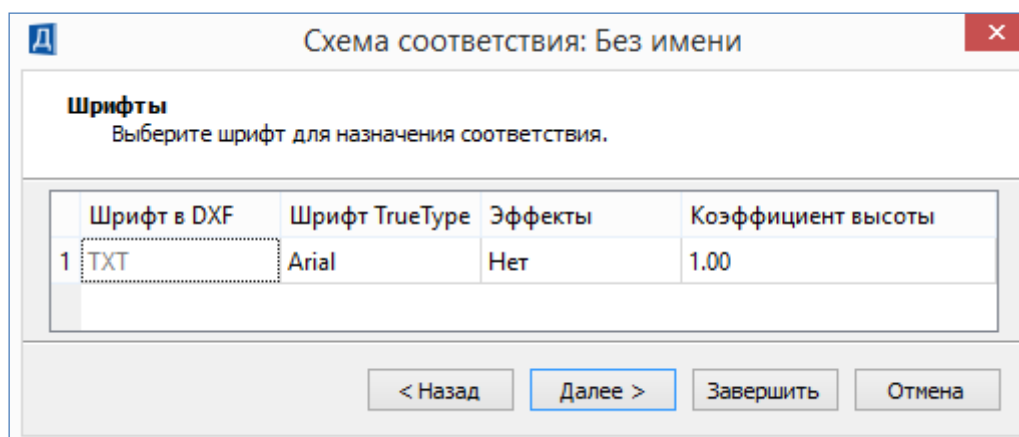 Д Схема соответствия: Без имени
Шрифты
Выберите шрифт для назначения соответствия.
Шрифт в DXF Шрифт TrueType Эффекты Коэффициент высоты
1 TXT Arial Нет 1.00
< Назад Далее > Завершить Отмена